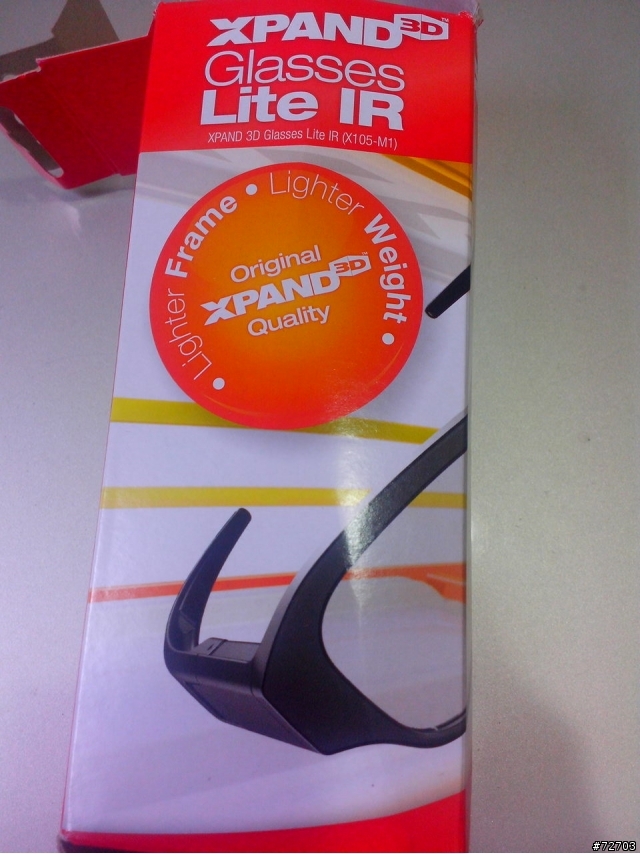 XPAND 3D™
Glasses
Lite IR
XPAND 3D Glasses Lite IR (X105-M1)
• Lighter Frame • Lighter Weight •
Original
XPAND 3D
Quality
#72703